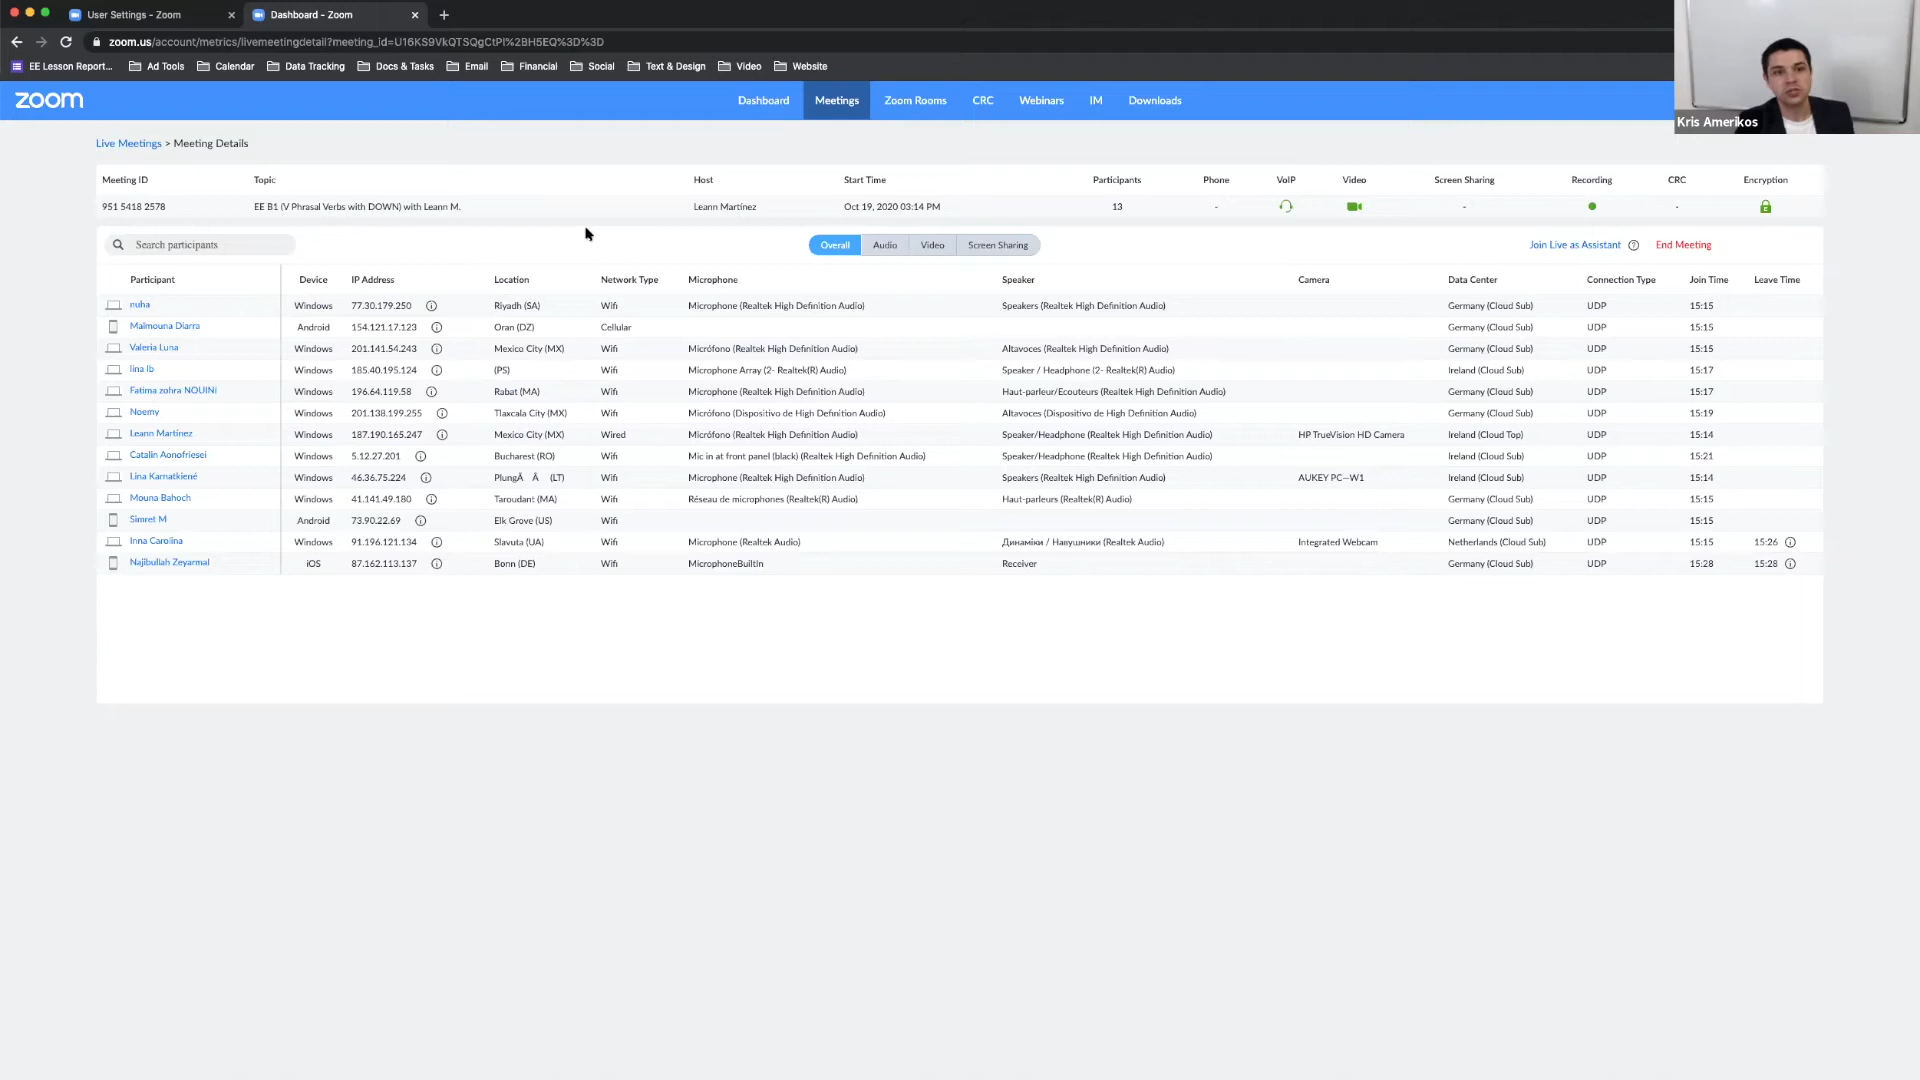 User Settings - Zoom
Dashboard - Zoom
zoom.us/account/metrics/livemeetingdetail?meeting_id=U16KS9VkQTSQgCtPl%2BH5EQ%3D%3D
EE Lesson Report... Ad Tools Calendar Data Tracking Docs & Tasks Email Financial Social Text & Design Video Website
zoom Dashboard Meetings Zoom Rooms CRC Webinars IM Downloads
Kris Amerikos
Live Meetings > Meeting Details
Meeting ID Topic Host Start Time Participants Phone VoIP Video Screen Sharing Recording CRC Encryption
951 5418 2578 EE B1 (V Phrasal Verbs with DOWN) with Leann M. Leann Martínez Oct 19, 2020 03:14 PM 13 - - -
Search participants Overall Audio Video Screen Sharing Join Live as Assistant End Meeting
Participant Device IP Address Location Network Type Microphone Speaker Camera Data Center Connection Type Join Time Leave Time
nuha Windows 77.30.179.250 Riyadh (SA) Wifi Microphone (Realtek High Definition Audio) Speakers (Realtek High Definition Audio) Germany (Cloud Sub) UDP 15:15
Maimouna Diarra Android 154.121.17.123 Oran (DZ) Cellular Germany (Cloud Sub) UDP 15:15
Valeria Luna Windows 201.141.54.243 Mexico City (MX) Wifi Micrófono (Realtek High Definition Audio) Altavoces (Realtek High Definition Audio) Germany (Cloud Sub) UDP 15:15
lina lb Windows 185.40.195.124 (PS) Wifi Microphone Array (2- Realtek(R) Audio) Speaker / Headphone (2- Realtek(R) Audio) Ireland (Cloud Sub) UDP 15:17
Fatima zohra NOUINi Windows 196.64.119.58 Rabat (MA) Wifi Microphone (Realtek High Definition Audio) Haut-parleur/Ecouteurs (Realtek High Definition Audio) Germany (Cloud Sub) UDP 15:17
Noemy Windows 201.138.199.255 Tlaxcala City (MX) Wifi Micrófono (Dispositivo de High Definition Audio) Altavoces (Dispositivo de High Definition Audio) Germany (Cloud Sub) UDP 15:19
Leann Martínez Windows 187.190.165.247 Mexico City (MX) Wired Micrófono (Realtek High Definition Audio) Speaker/Headphone (Realtek High Definition Audio) HP TrueVision HD Camera Ireland (Cloud Top) UDP 15:14
Catalin Aonofriesei Windows 5.12.27.201 Bucharest (RO) Wifi Mic in at front panel (black) (Realtek High Definition Audio) Speaker/Headphone (Realtek High Definition Audio) Ireland (Cloud Sub) UDP 15:21
Lina Karnatkienė Windows 46.36.75.224 PlungÄ Â (LT) Wifi Microphone (Realtek High Definition Audio) Speakers (Realtek High Definition Audio) AUKEY PC—W1 Ireland (Cloud Sub) UDP 15:14
Mouna Bahoch Windows 41.141.49.180 Taroudant (MA) Wifi Réseau de microphones (Realtek(R) Audio) Haut-parleurs (Realtek(R) Audio) Germany (Cloud Sub) UDP 15:15
Simret M Android 73.90.22.69 Elk Grove (US) Wifi Germany (Cloud Sub) UDP 15:15
Inna Carolina Windows 91.196.121.134 Slavuta (UA) Wifi Microphone (Realtek Audio) Динаміки / Навушники (Realtek Audio) Integrated Webcam Netherlands (Cloud Sub) UDP 15:15 15:26
Najibullah Zeyarmal iOS 87.162.113.137 Bonn (DE) Wifi MicrophoneBuiltIn Receiver Germany (Cloud Sub) UDP 15:28 15:28